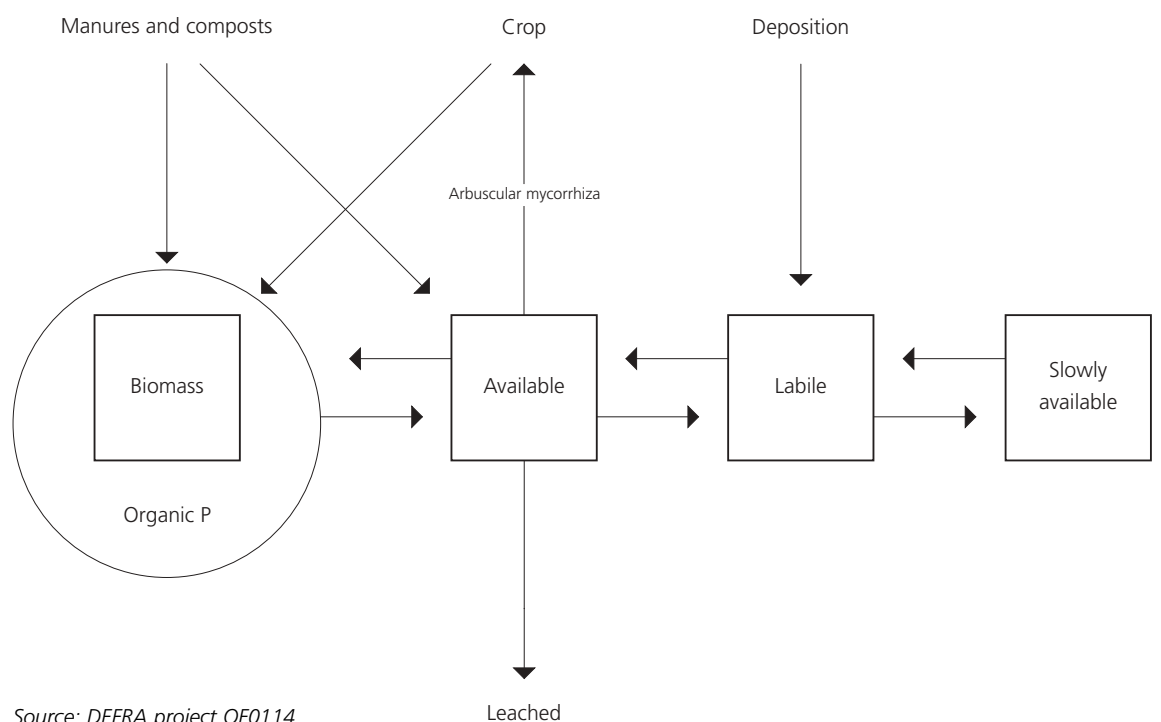 Manures and composts
Crop
Deposition
Arbuscular mycorrhiza
Biomass
Available
Labile
Slowly
available
Organic P
Leached
Source: DEFRA project OF0114